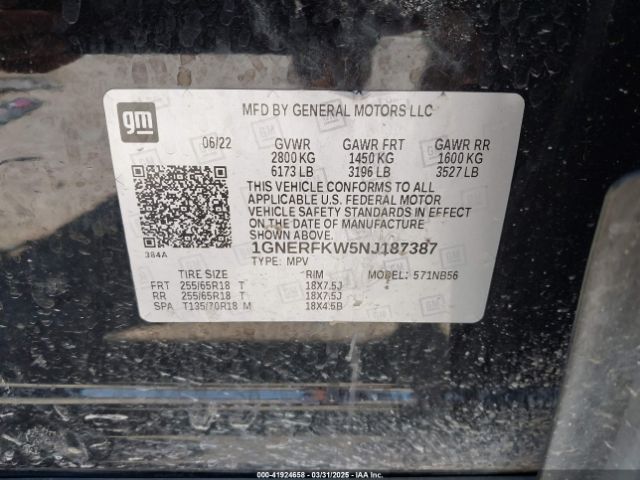 MFD BY GENERAL MOTORS LLC
gm
06/22 GVWR GAWR FRT GAWR RR
2800 KG 1450 KG 1600 KG
6173 LB 3196 LB 3527 LB
THIS VEHICLE CONFORMS TO ALL
APPLICABLE U.S. FEDERAL MOTOR
VEHICLE SAFETY STANDARDS IN EFFECT
ON THE DATE OF MANUFACTURE
SHOWN ABOVE.
384A
1GNERFKW5NJ187387
TYPE: MPV MODEL: 571NB56
TIRE SIZE RIM
FRT 255/65R18 T 18X7.5J
RR 255/65R18 T 18X7.5J
SPA T135/70R18 M 18X4.5B
000-41924658 - 03/31/2025 - IAAI.COM